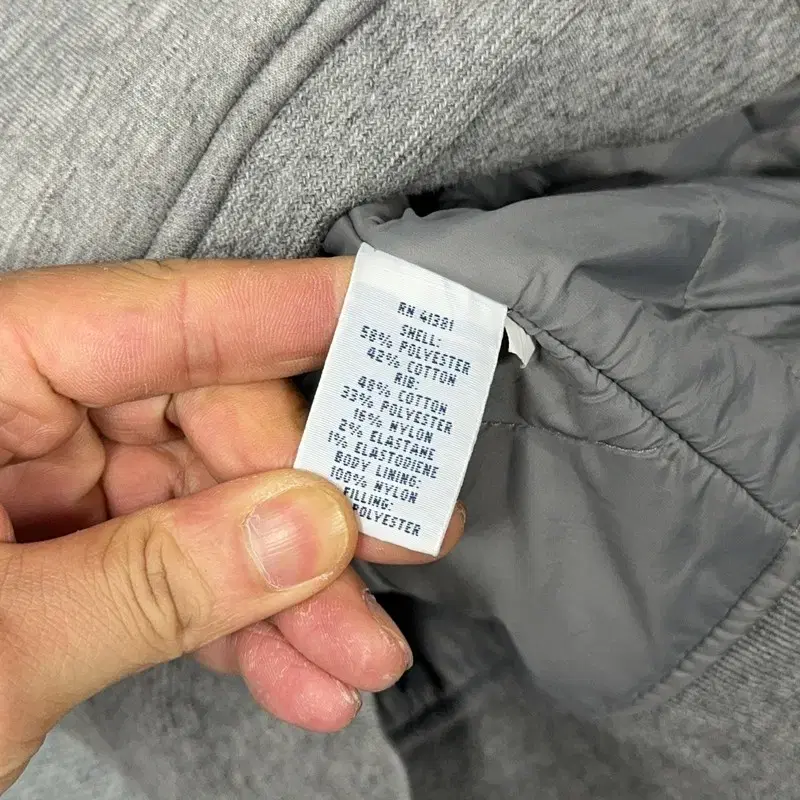 RN 41381
SHELL:
58% POLYESTER
42% COTTON
RIB:
48% COTTON
33% POLYESTER
16% NYLON
2% ELASTANE
1% ELASTODIENE
BODY LINING:
100% NYLON
FILLING:
POLYESTER